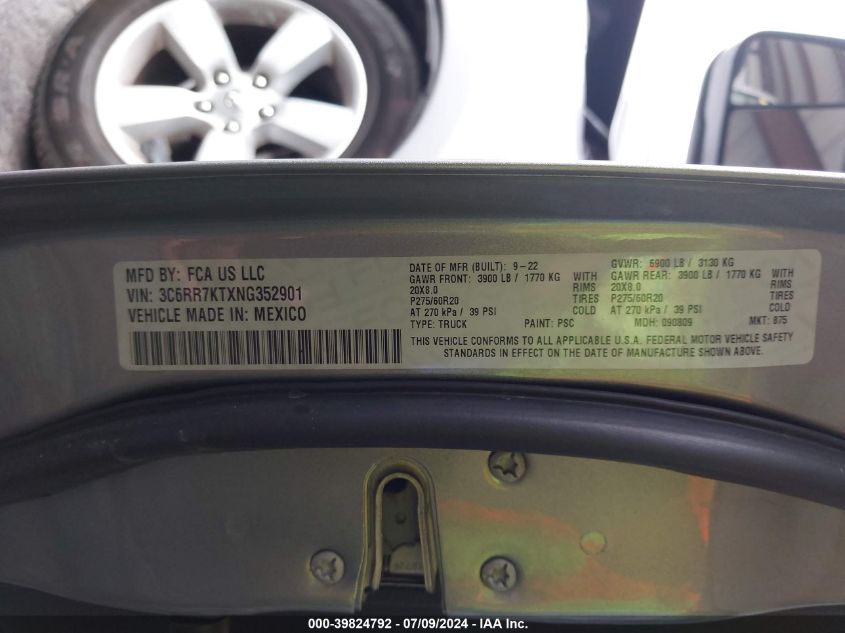 MFD BY: FCA US LLC
VIN: 3C6RR7KTXNG352901
VEHICLE MADE IN: MEXICO
DATE OF MFR (BUILT): 9-22
GAWR FRONT: 3900 LB / 1770 KG WITH
20X8.0 RIMS
P275/60R20 TIRES
AT 270 kPa / 39 PSI COLD
TYPE: TRUCK PAINT: PSC
GVWR: 6900 LB / 3130 KG
GAWR REAR: 3900 LB / 1770 KG WITH
20X8.0 RIMS
P275/60R20 TIRES
AT 270 kPa / 39 PSI COLD
MDH: 090809 MKT: 875
THIS VEHICLE CONFORMS TO ALL APPLICABLE U.S.A. FEDERAL MOTOR VEHICLE SAFETY
STANDARDS IN EFFECT ON THE DATE OF MANUFACTURE SHOWN ABOVE.
000-39824792 - 07/09/2024 - IAA Inc.